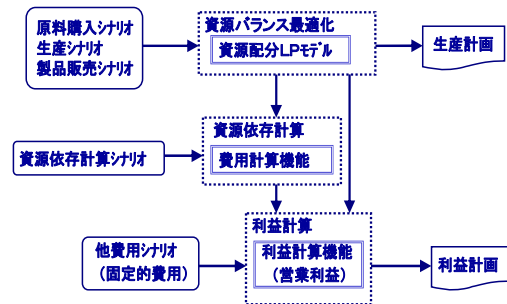 原料購入ｼﾅﾘｵ
生産ｼﾅﾘｵ
製品販売ｼﾅﾘｵ
資源バランス最適化
資源配分LPﾓﾃﾞﾙ
生産計画
資源依存計算
費用計算機能
資源依存計算ｼﾅﾘｵ
利益計算
利益計算機能
（営業利益）
他費用ｼﾅﾘｵ
（固定的費用）
利益計画